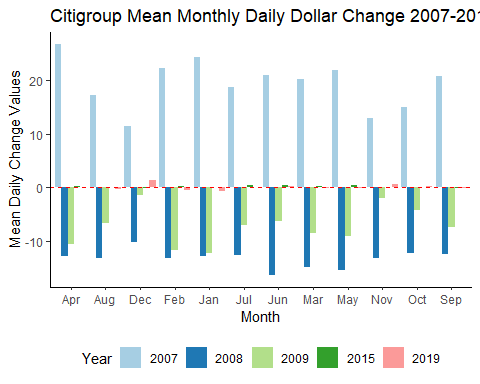 Citigroup Mean Monthly Daily Dollar Change 2007-201
Mean Daily Change Values
20
10
0
-10
Apr Aug Dec Feb Jan Jul Jun Mar May Nov Oct Sep
Month
Year 2007 2008 2009 2015 2019